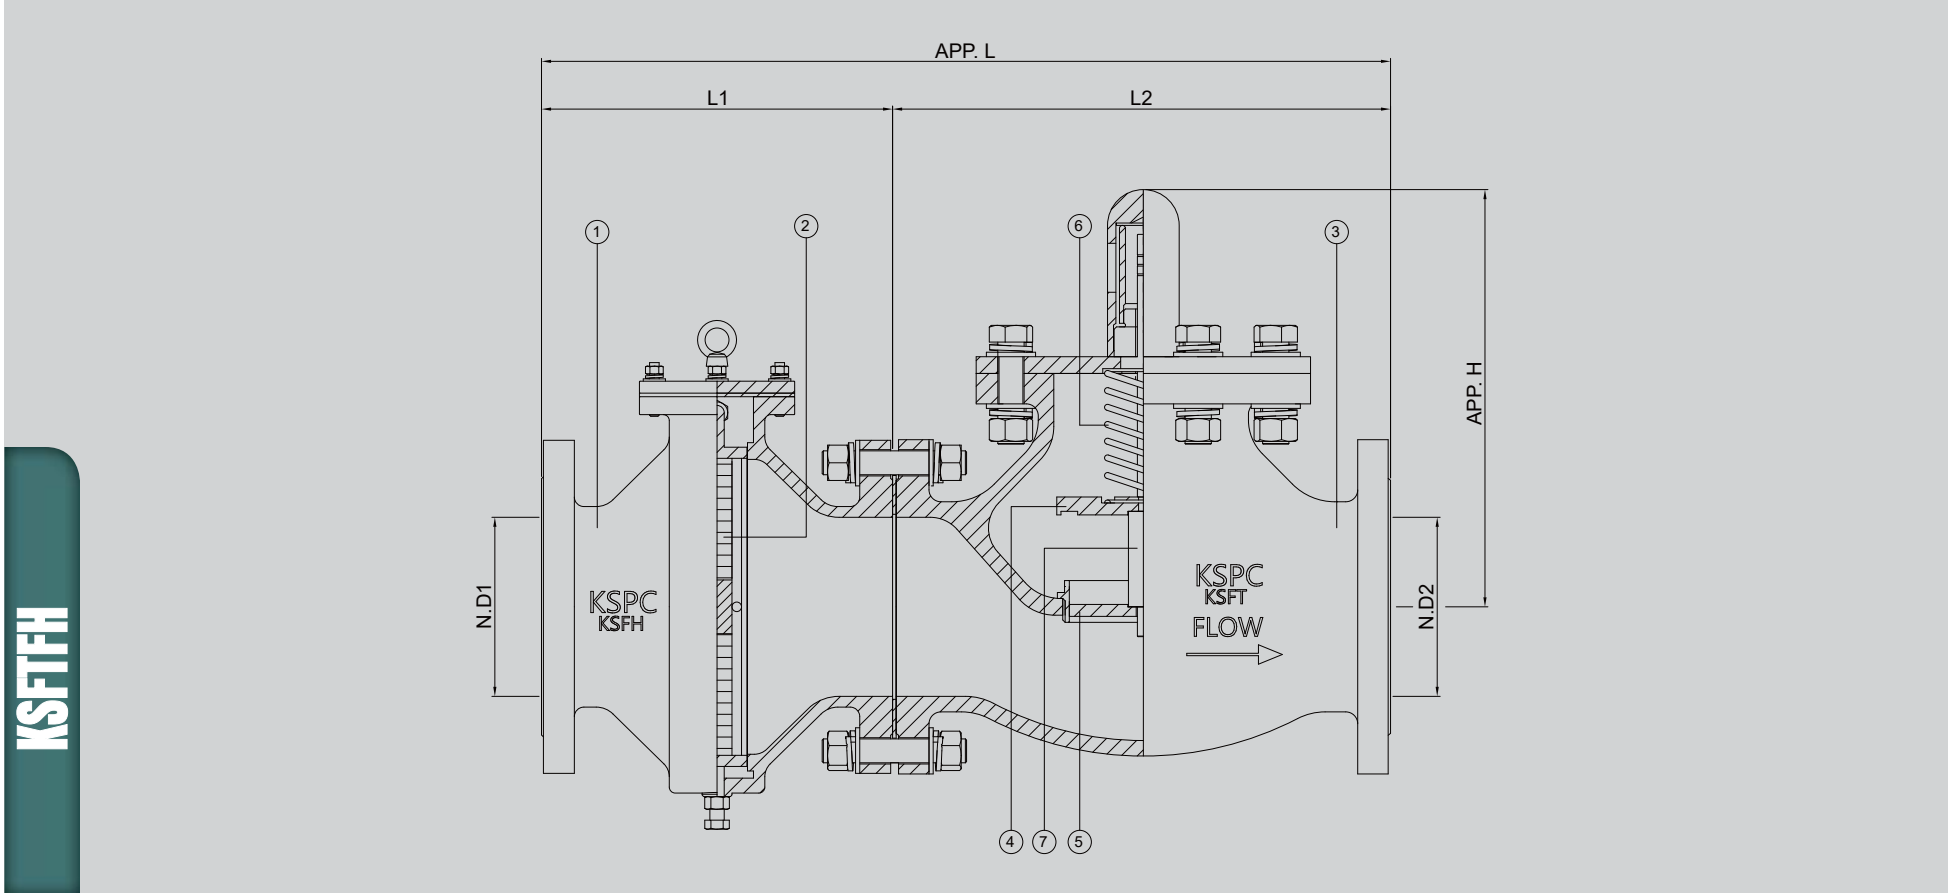 APP. L
L1
L2
1
2
6
3
APP. H
N.D1
KSPC
KSFH
KSPC
KSFT
FLOW
N.D2
4
7
5
KSFTFH